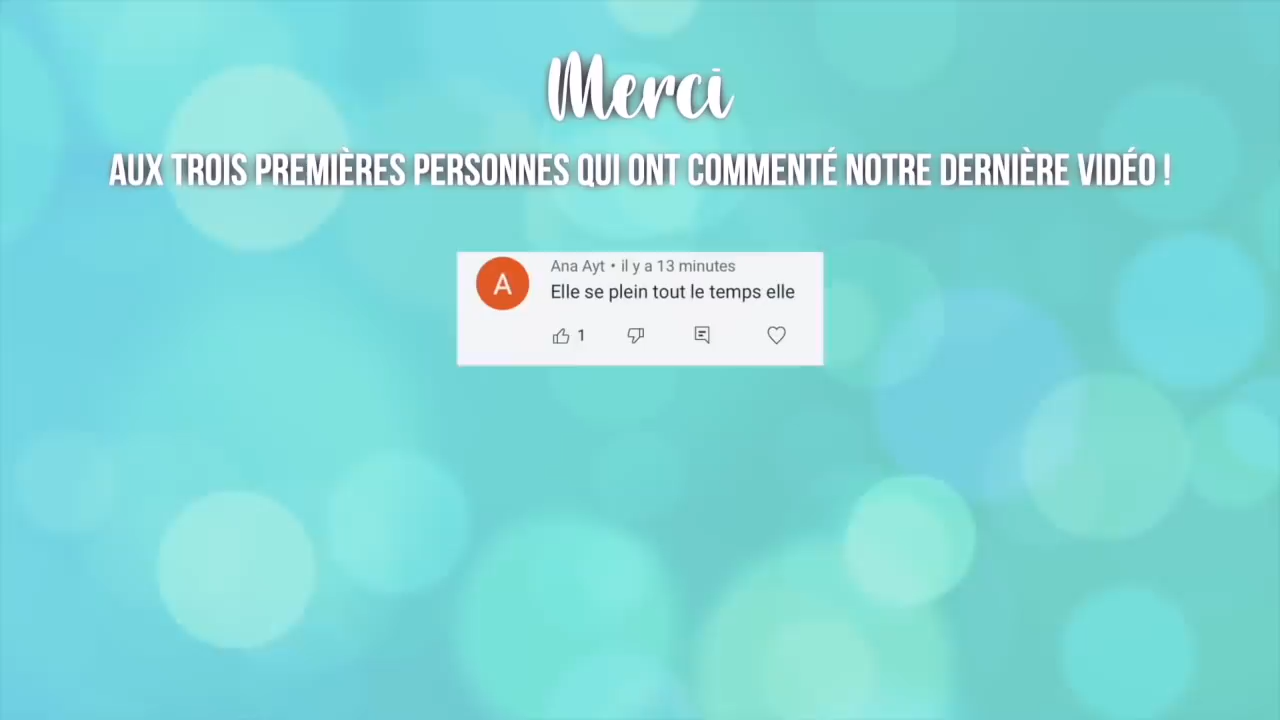 Merci
AUX TROIS PREMIÈRES PERSONNES QUI ONT COMMENTÉ NOTRE DERNIÈRE VIDÉO !
A
Ana Ayt • il y a 13 minutes
Elle se plein tout le temps elle
1